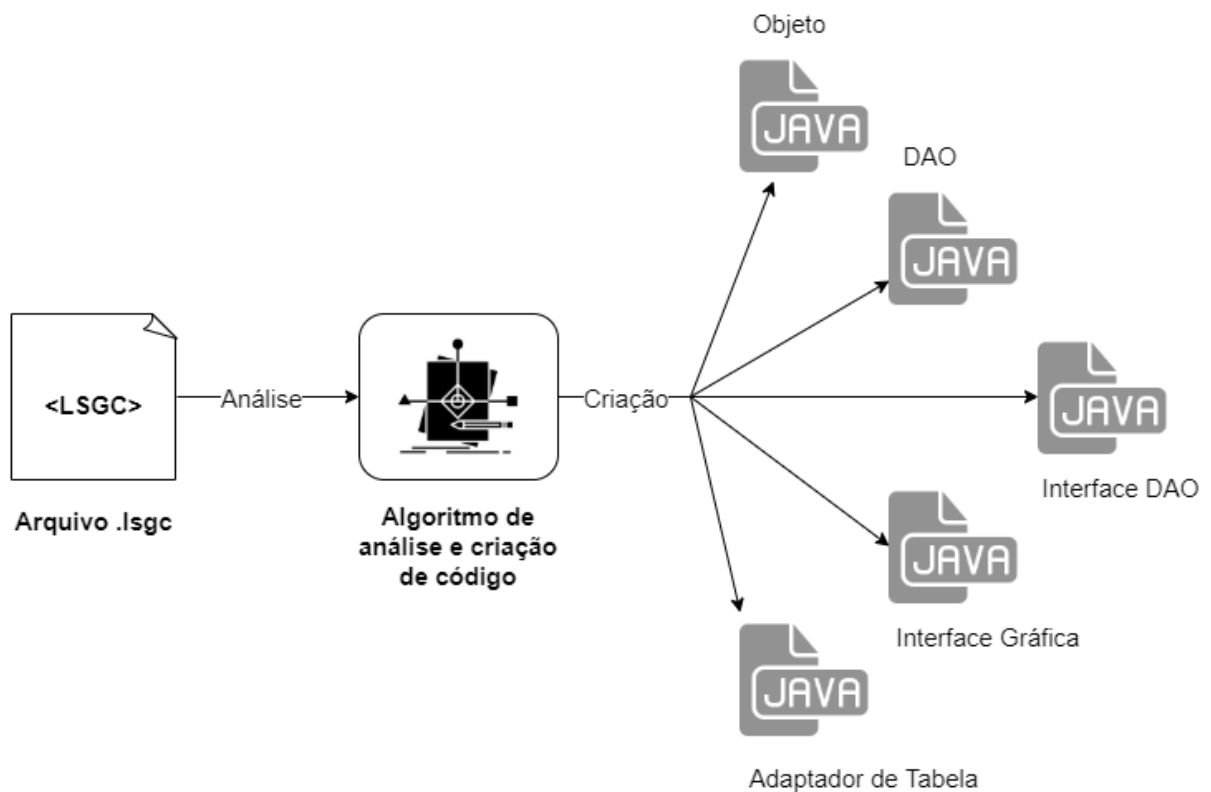 Objeto
JAVA
DAO
JAVA
<LSGC>
Análise
Criação
JAVA
Interface DAO
Arquivo .lsgc
Algoritmo de
análise e criação
de código
JAVA
Interface Gráfica
JAVA
Adaptador de Tabela